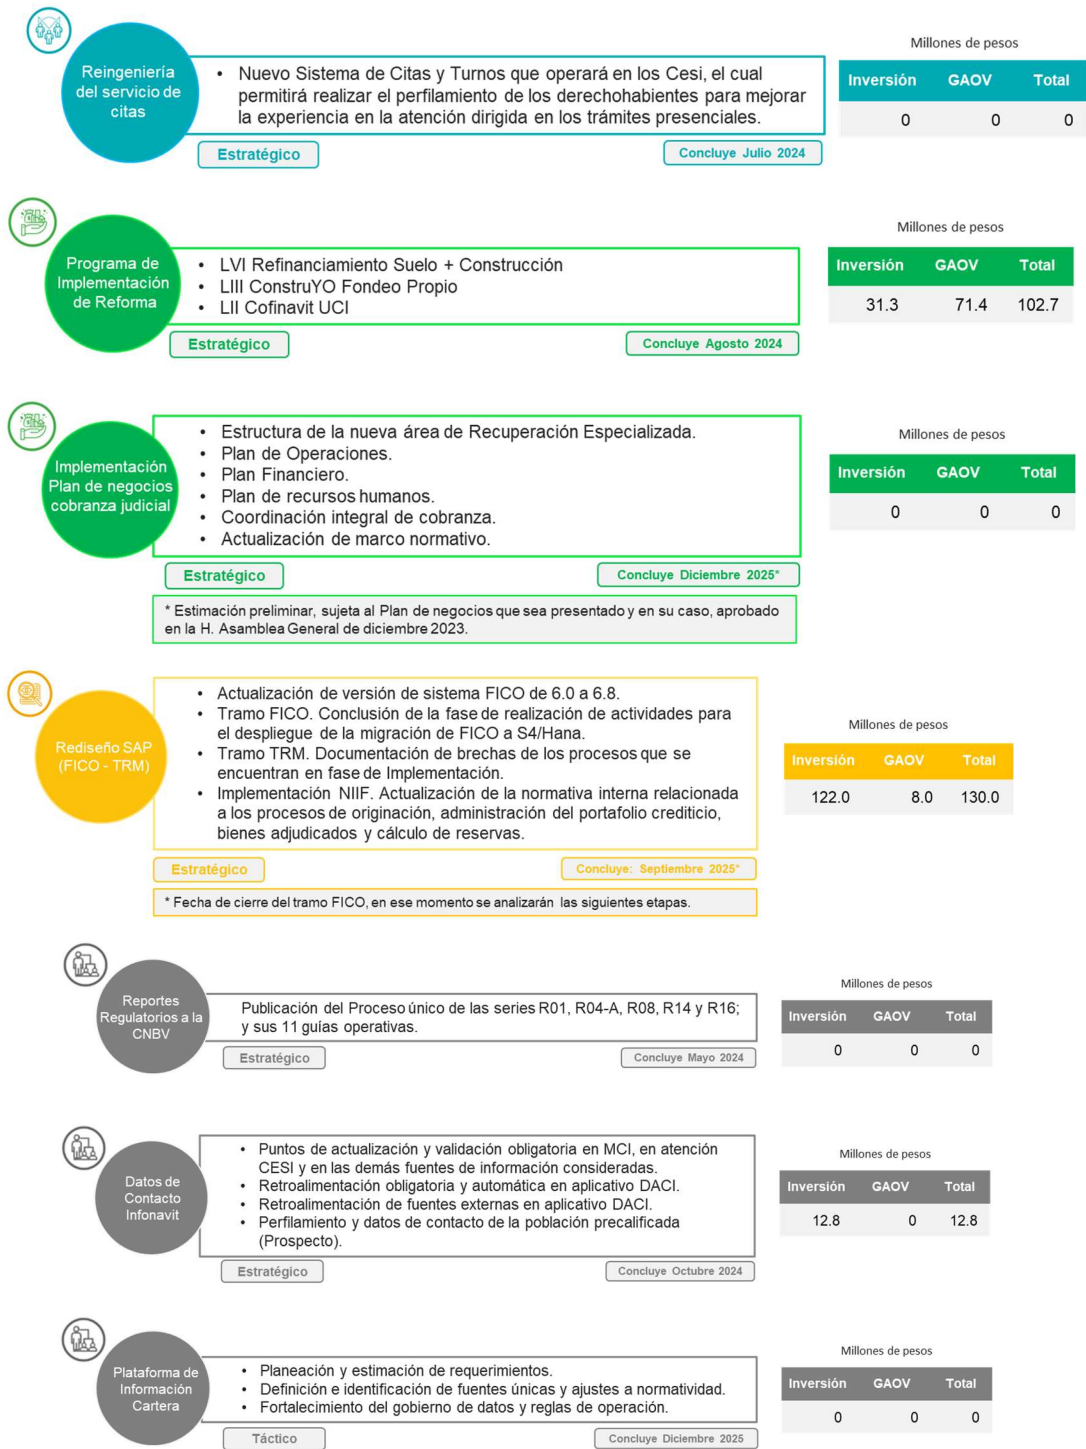 Reingeniería
del servicio de
citas
• Nuevo Sistema de Citas y Turnos que operará en los Cesi, el cual
permitirá realizar el perfilamiento de los derechohabientes para mejorar
la experiencia en la atención dirigida en los trámites presenciales.
Estratégico
Concluye Julio 2024
Millones de pesos
Inversión GAOV Total
0 0 0
Programa de
Implementación
de Reforma
• LVI Refinanciamiento Suelo + Construcción
• LIII ConstruYO Fondeo Propio
• LII Cofinavit UCI
Estratégico
Concluye Agosto 2024
Millones de pesos
Inversión GAOV Total
31.3 71.4 102.7
Implementación
Plan de negocios
cobranza judicial
• Estructura de la nueva área de Recuperación Especializada.
• Plan de Operaciones.
• Plan Financiero.
• Plan de recursos humanos.
• Coordinación integral de cobranza.
• Actualización de marco normativo.
Estratégico
Concluye Diciembre 2025*
* Estimación preliminar, sujeta al Plan de negocios que sea presentado y en su caso, aprobado
en la H. Asamblea General de diciembre 2023.
Millones de pesos
Inversión GAOV Total
0 0 0
Rediseño SAP
(FICO - TRM)
• Actualización de versión de sistema FICO de 6.0 a 6.8.
• Tramo FICO. Conclusión de la fase de realización de actividades para
el despliegue de la migración de FICO a S4/Hana.
• Tramo TRM. Documentación de brechas de los procesos que se
encuentran en fase de Implementación.
• Implementación NIIF. Actualización de la normativa interna relacionada
a los procesos de originación, administración del portafolio crediticio,
bienes adjudicados y cálculo de reservas.
Estratégico
Concluye: Septiembre 2025*
* Fecha de cierre del tramo FICO, en ese momento se analizarán las siguientes etapas.
Millones de pesos
Inversión GAOV Total
122.0 8.0 130.0
Reportes
Regulatorios a la
CNBV
Publicación del Proceso único de las series R01, R04-A, R08, R14 y R16;
y sus 11 guías operativas.
Estratégico
Concluye Mayo 2024
Millones de pesos
Inversión GAOV Total
0 0 0
Datos de
Contacto
Infonavit
• Puntos de actualización y validación obligatoria en MCI, en atención
CESI y en las demás fuentes de información consideradas.
• Retroalimentación obligatoria y automática en aplicativo DACI.
• Retroalimentación de fuentes externas en aplicativo DACI.
• Perfilamiento y datos de contacto de la población precalificada
(Prospecto).
Estratégico
Concluye Octubre 2024
Millones de pesos
Inversión GAOV Total
12.8 0 12.8
Plataforma de
Información
Cartera
• Planeación y estimación de requerimientos.
• Definición e identificación de fuentes únicas y ajustes a normatividad.
• Fortalecimiento del gobierno de datos y reglas de operación.
Táctico
Concluye Diciembre 2025
Millones de pesos
Inversión GAOV Total
0 0 0